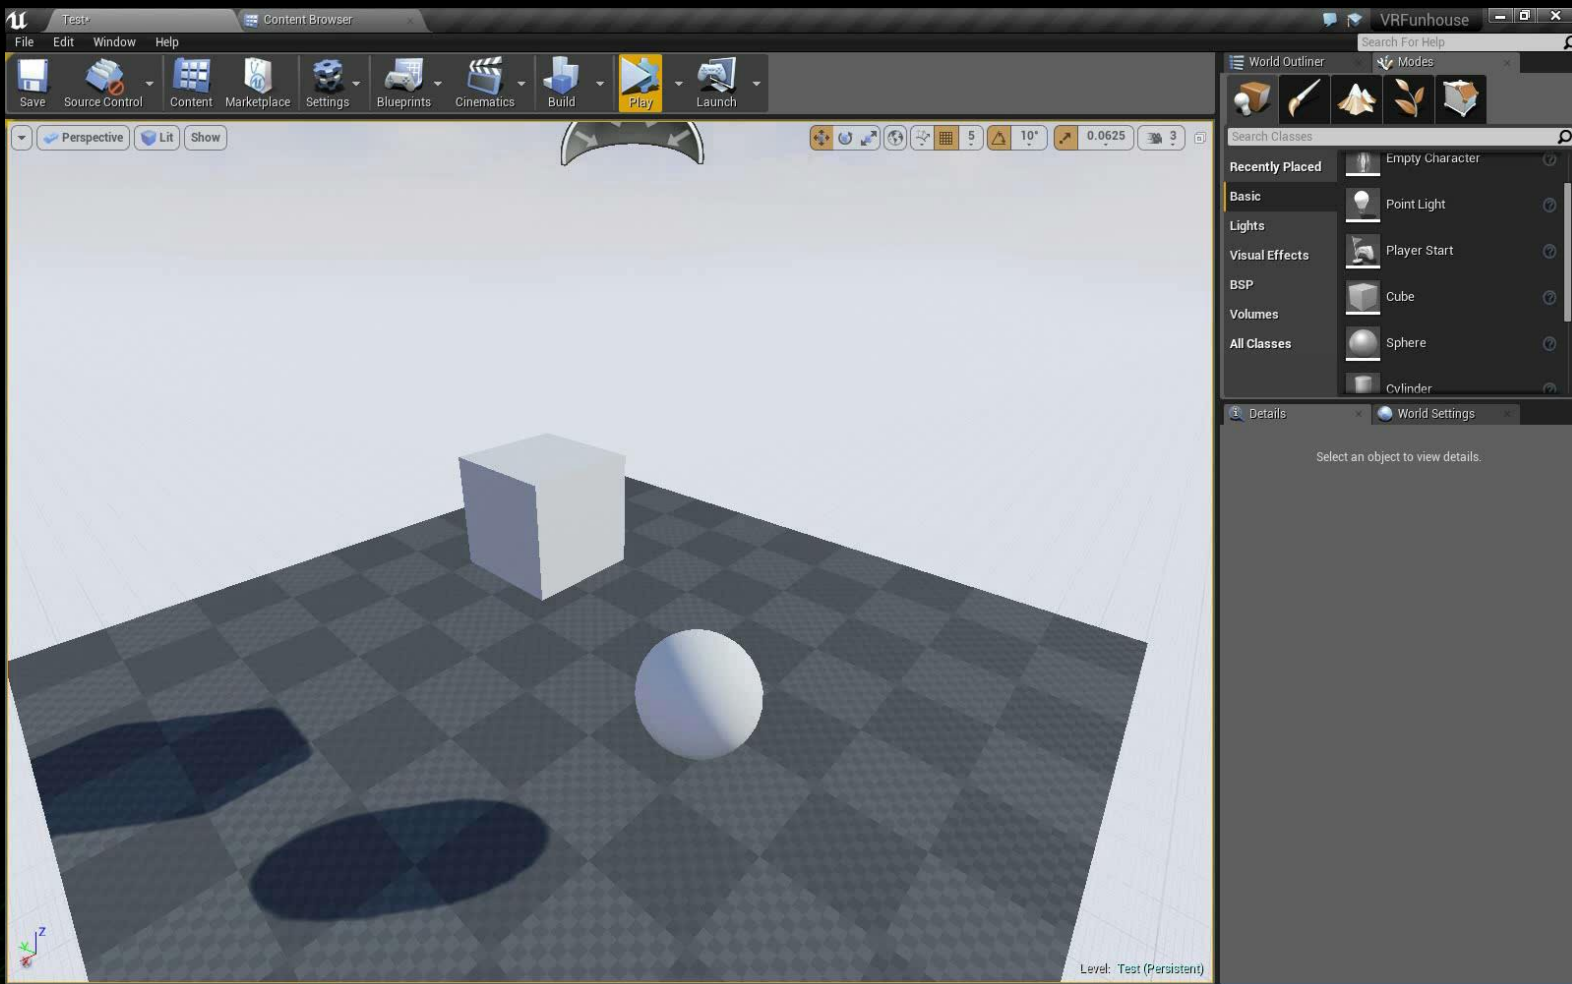 Test*
Content Browser
VRFunhouse
File Edit Window Help
Search For Help
Save Source Control Content Marketplace Settings Blueprints Cinematics Build Play Launch
World Outliner Modes
Perspective Lit Show
5 10° 0.0625 3
Search Classes
Recently Placed
Basic
Lights
Visual Effects
BSP
Volumes
All Classes
Empty Character
Point Light
Player Start
Cube
Sphere
Cylinder
Details World Settings
Select an object to view details.
Z
Y
X
Level: Test (Persistent)